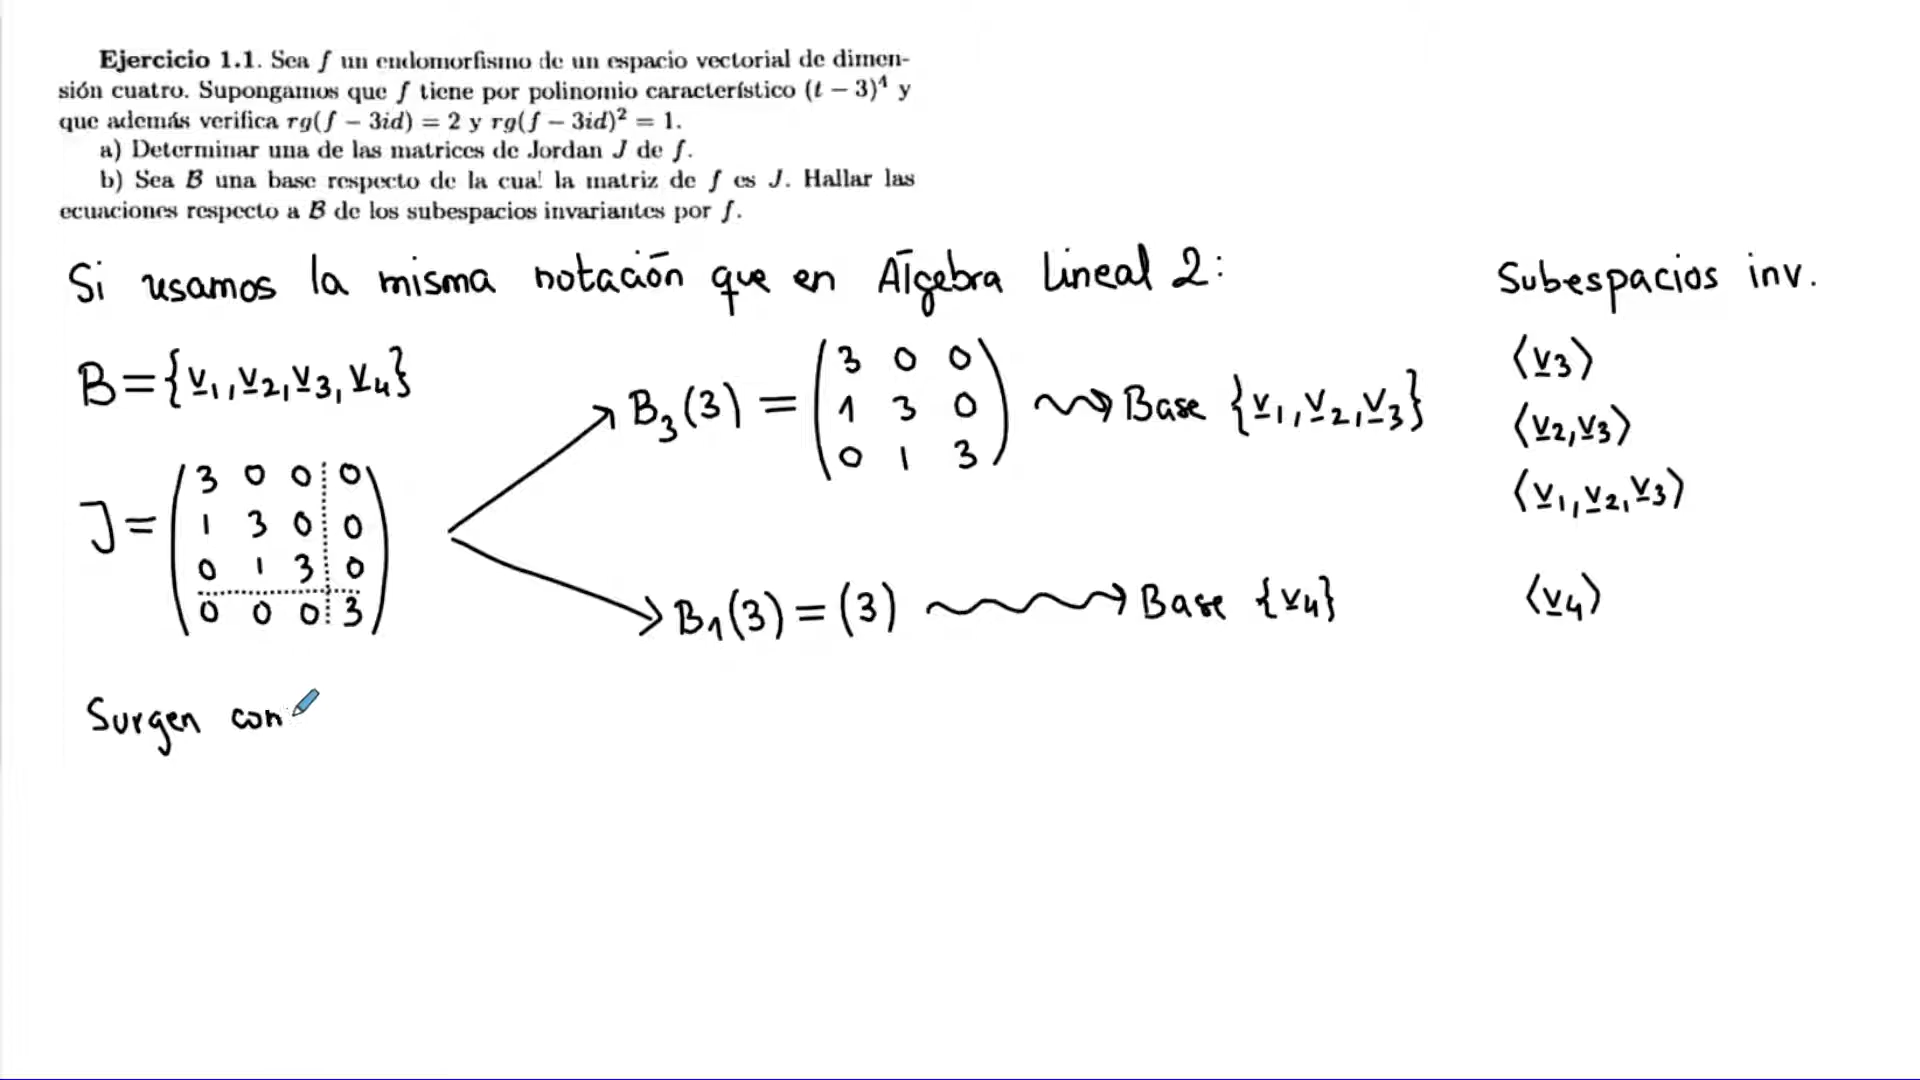 Ejercicio 1.1. Sea f un endomorfismo de un espacio vectorial de dimen-
sión cuatro. Supongamos que f tiene por polinomio característico (t − 3)⁴ y
que además verifica rg(f − 3id) = 2 y rg(f − 3id)² = 1.
a) Determinar una de las matrices de Jordan J de f.
b) Sea B una base respecto de la cual la matriz de f es J. Hallar las
ecuaciones respecto a B de los subespacios invariantes por f.
Si usamos la misma notación que en Álgebra Lineal 2:
B = {v₁, v₂, v₃, v₄}
J = (3 0 0 0
1 3 0 0
0 1 3 0
0 0 0 3)
B₃(3) = (3 0 0
1 3 0
0 1 3) ⇝ Base {v₁, v₂, v₃}
B₁(3) = (3) ⇝ Base {v₄}
Subespacios inv.
⟨v₃⟩
⟨v₂, v₃⟩
⟨v₁, v₂, v₃⟩
⟨v₄⟩
Surgen con